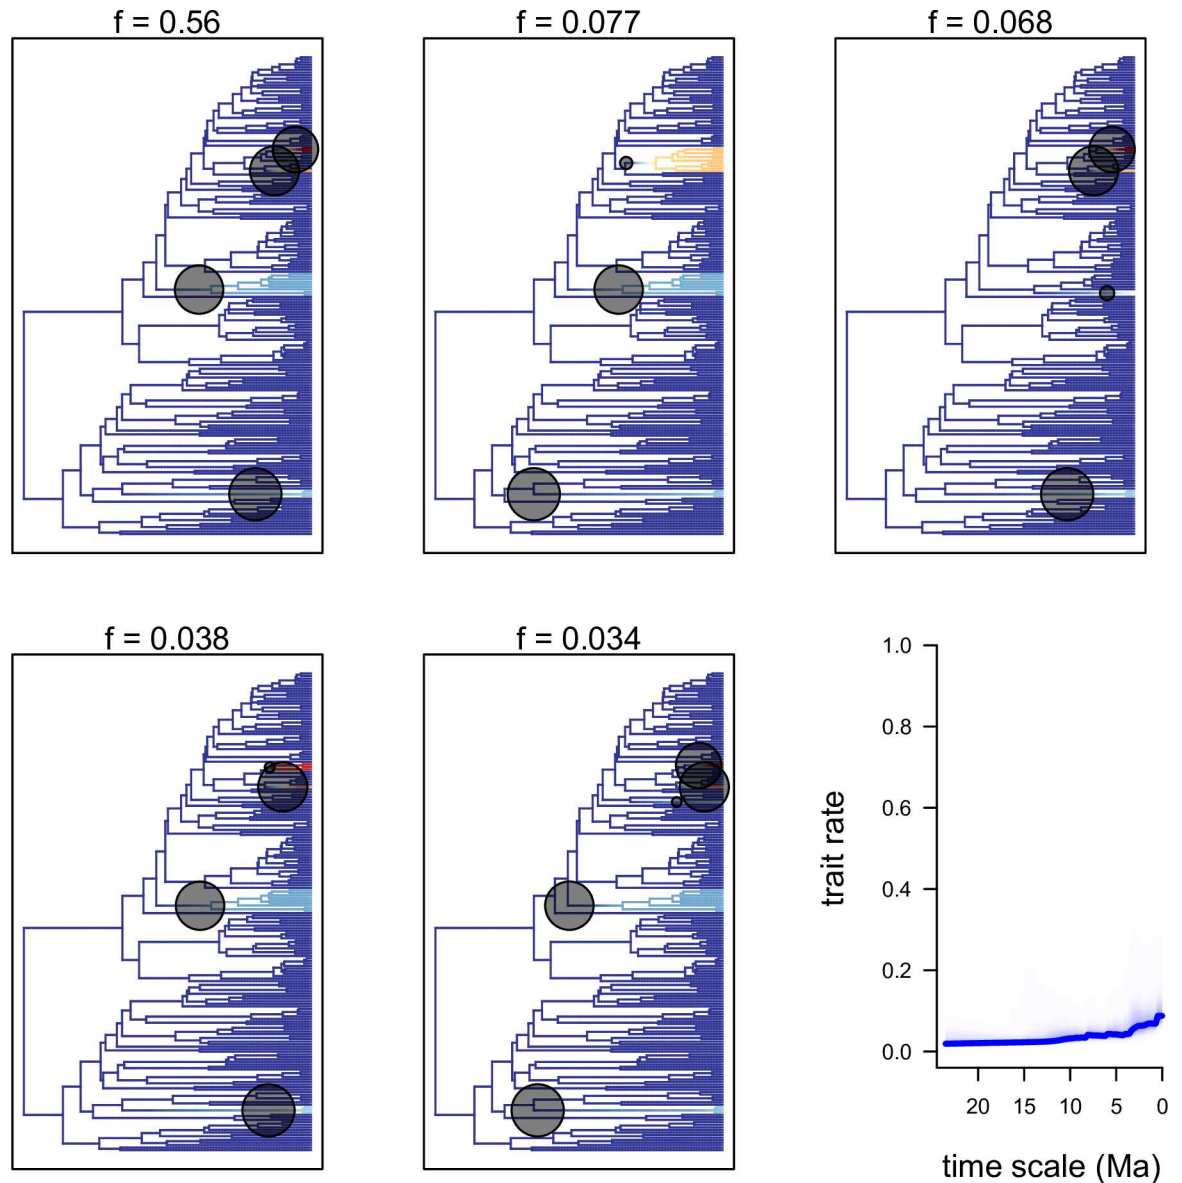 f = 0.56
f = 0.077
f = 0.068
f = 0.038
f = 0.034
trait rate
1.0
0.8
0.6
0.4
0.2
0.0
20 15 10 5 0
time scale (Ma)